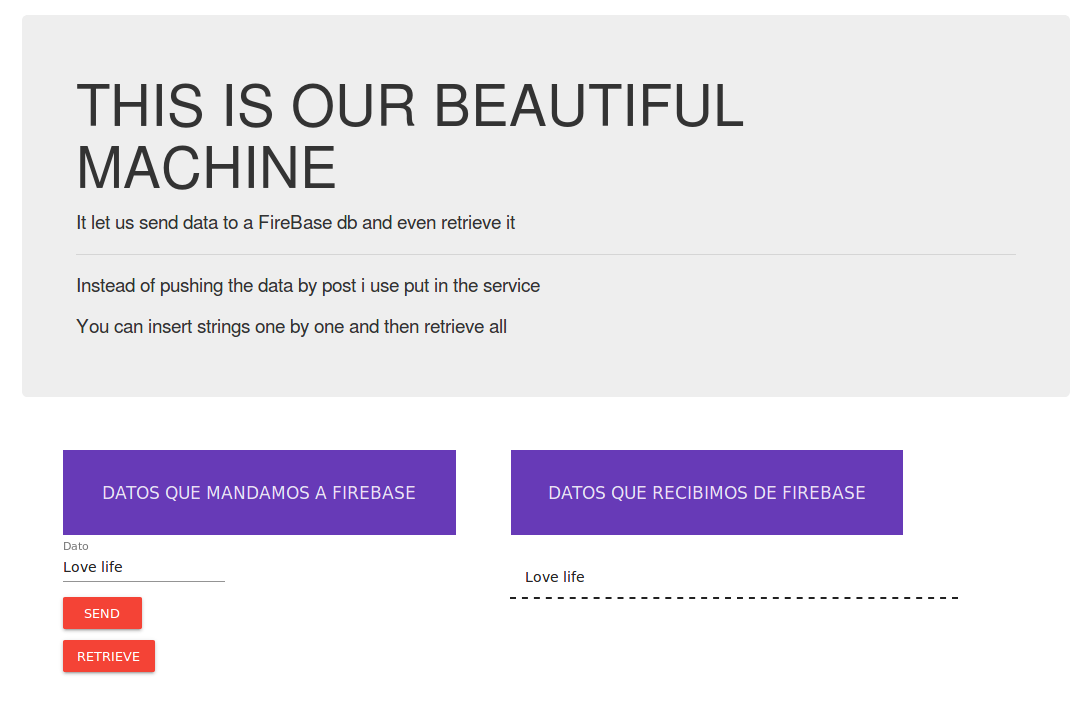 THIS IS OUR BEAUTIFUL
MACHINE
It let us send data to a FireBase db and even retrieve it
Instead of pushing the data by post i use put in the service
You can insert strings one by one and then retrieve all
DATOS QUE MANDAMOS A FIREBASE
Dato
Love life
SEND
RETRIEVE
DATOS QUE RECIBIMOS DE FIREBASE
Love life